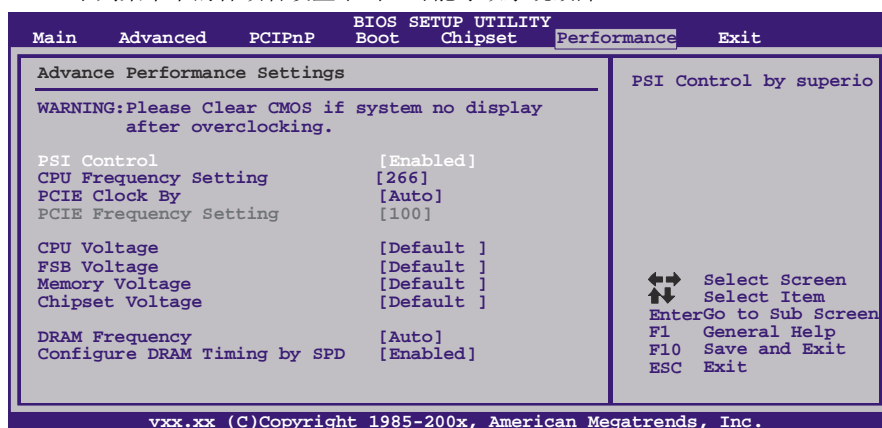 BIOS SETUP UTILITY
Main Advanced PCIPnP Boot Chipset Performance Exit
Advance Performance Settings
WARNING:Please Clear CMOS if system no display
after overclocking.
PSI Control [Enabled]
CPU Frequency Setting [266]
PCIE Clock By [Auto]
PCIE Frequency Setting [100]
CPU Voltage [Default ]
FSB Voltage [Default ]
Memory Voltage [Default ]
Chipset Voltage [Default ]
DRAM Frequency [Auto]
Configure DRAM Timing by SPD [Enabled]
PSI Control by superio
Select Screen
Select Item
EnterGo to Sub Screen
F1 General Help
F10 Save and Exit
ESC Exit
vxx.xx (C)Copyright 1985-200x, American Megatrends, Inc.